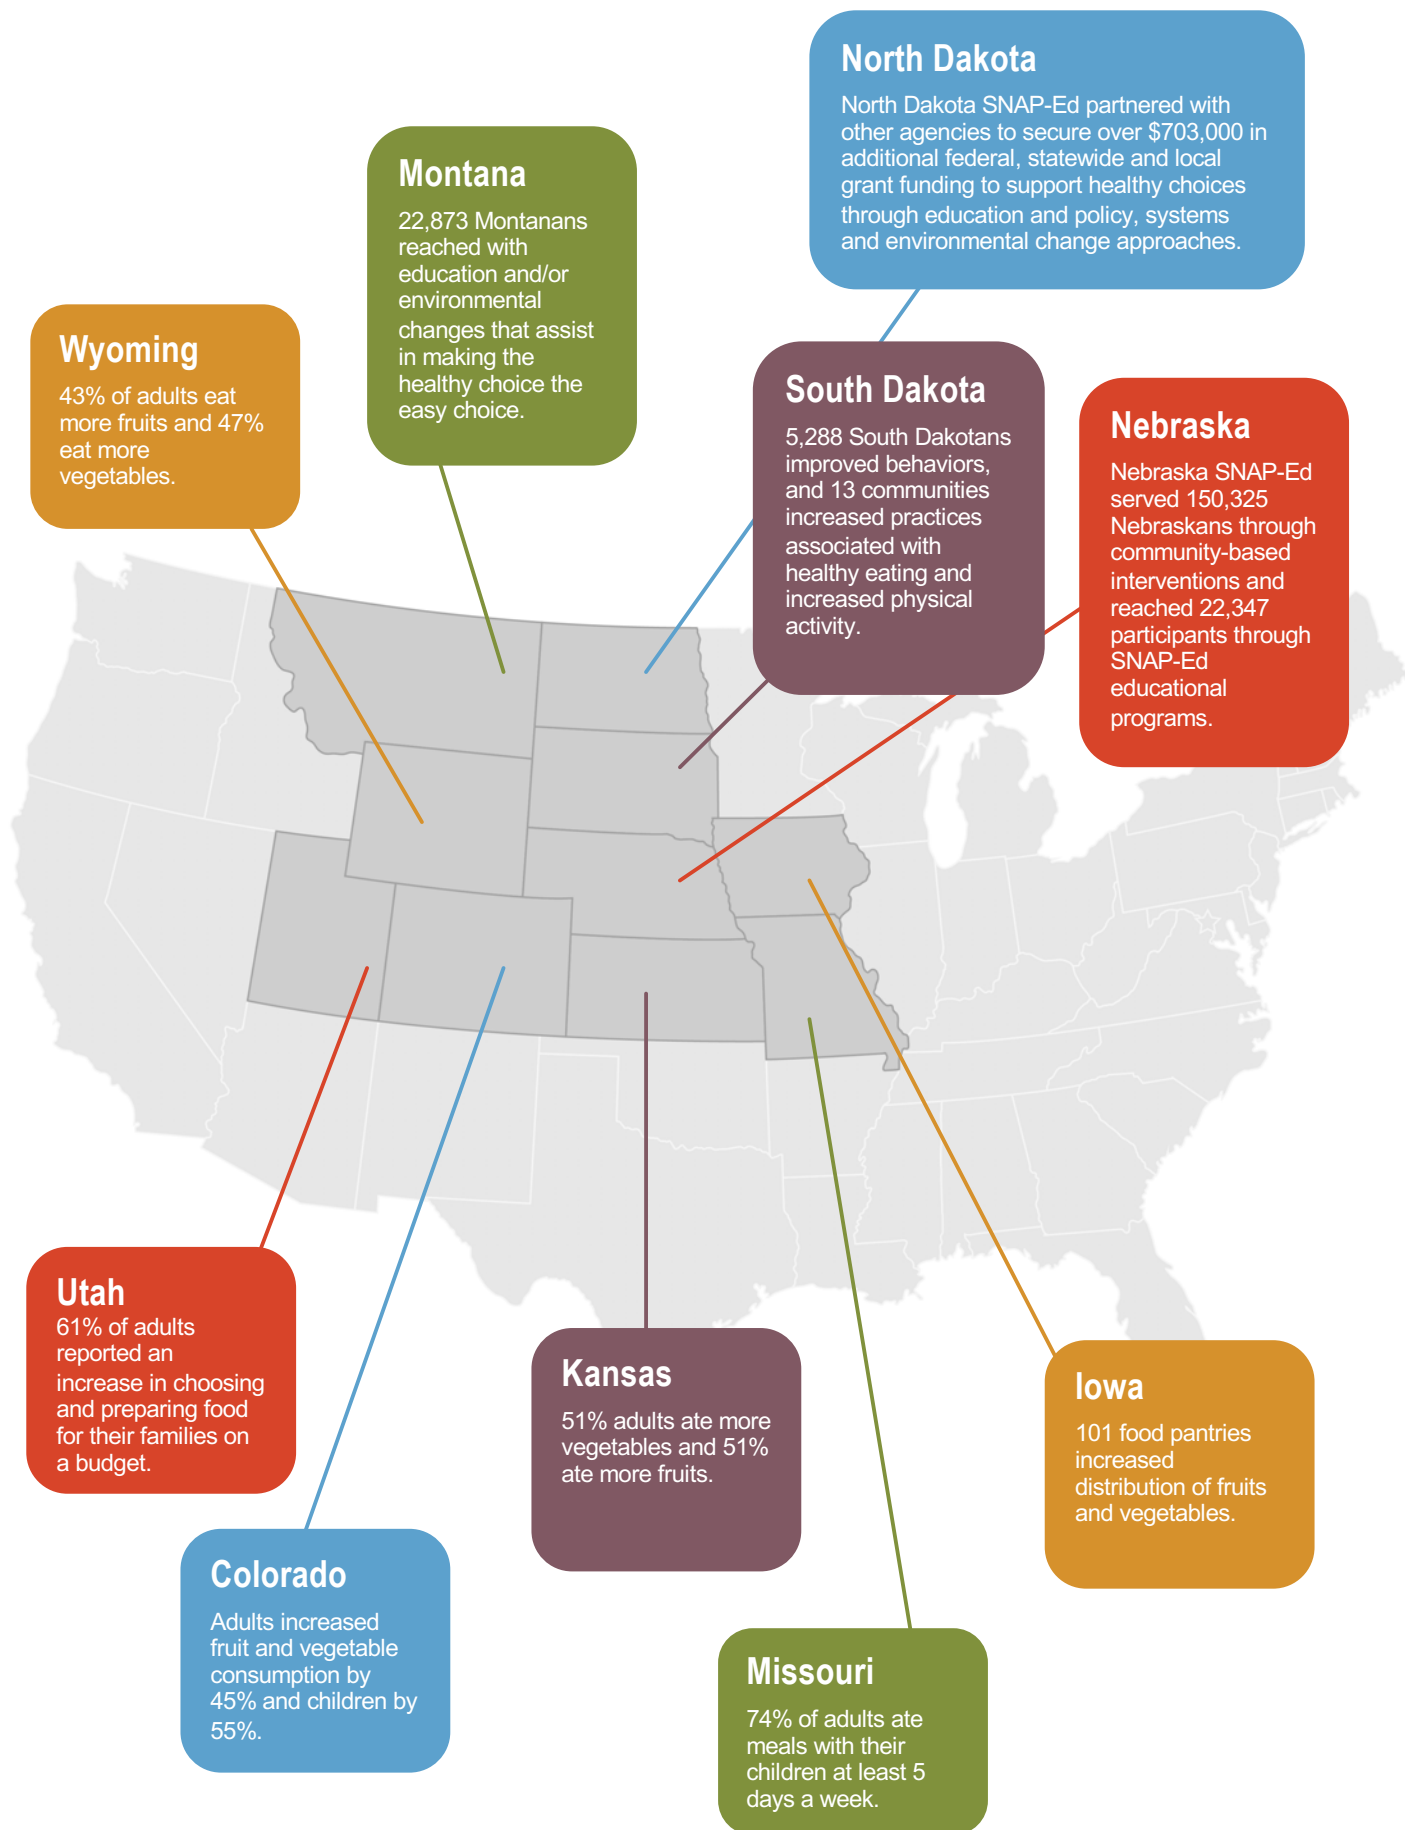 North Dakota
North Dakota SNAP-Ed partnered with
other agencies to secure over $703,000 in
additional federal, statewide and local
grant funding to support healthy choices
through education and policy, systems
and environmental change approaches.
Montana
22,873 Montanans
reached with
education and/or
environmental
changes that assist
in making the
healthy choice the
easy choice.
Wyoming
43% of adults eat
more fruits and 47%
eat more
vegetables.
South Dakota
5,288 South Dakotans
improved behaviors,
and 13 communities
increased practices
associated with
healthy eating and
increased physical
activity.
Nebraska
Nebraska SNAP-Ed
served 150,325
Nebraskans through
community-based
interventions and
reached 22,347
participants through
SNAP-Ed
educational
programs.
Utah
61% of adults
reported an
increase in choosing
and preparing food
for their families on
a budget.
Kansas
51% adults ate more
vegetables and 51%
ate more fruits.
Iowa
101 food pantries
increased
distribution of fruits
and vegetables.
Colorado
Adults increased
fruit and vegetable
consumption by
45% and children by
55%.
Missouri
74% of adults ate
meals with their
children at least 5
days a week.